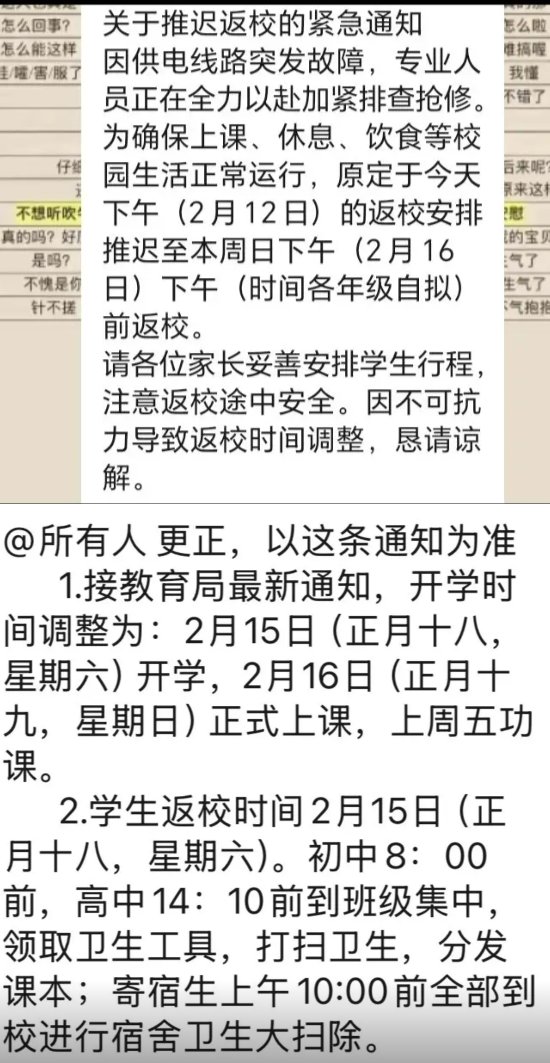 怎么回事?
怎么能这样
哇/嚯/害/服了
仔细
不想听吹牛
真的吗? 好厉
是吗?
不愧是你
针不搓
关于推迟返校的紧急通知
因供电线路突发故障，专业人
员正在全力以赴加紧排查抢修。
为确保上课、休息、饮食等校
园生活正常运行，原定于今天
下午（2月12日）的返校安排
推迟至本周日下午（2月16
日）下午（时间各年级自拟）
前返校。
请各位家长妥善安排学生行程，
注意返校途中安全。因不可抗
力导致返校时间调整，恳请谅
解。
怎么啦
难搞喔
我懂
不错了
后来呢?
原来这样
安慰
我的宝贝
生气了
生气了
不气抱抱
@所有人 更正，以这条通知为准
1.接教育局最新通知，开学时
间调整为：2月15日（正月十八，
星期六) 开学，2月16日（正月十
九，星期日）正式上课，上周五功
课。
2.学生返校时间2月15日（正
月十八，星期六)。初中8：00
前，高中14：10前到班级集中，
领取卫生工具，打扫卫生，分发
课本；寄宿生上午10:00前全部到
校进行宿舍卫生大扫除。